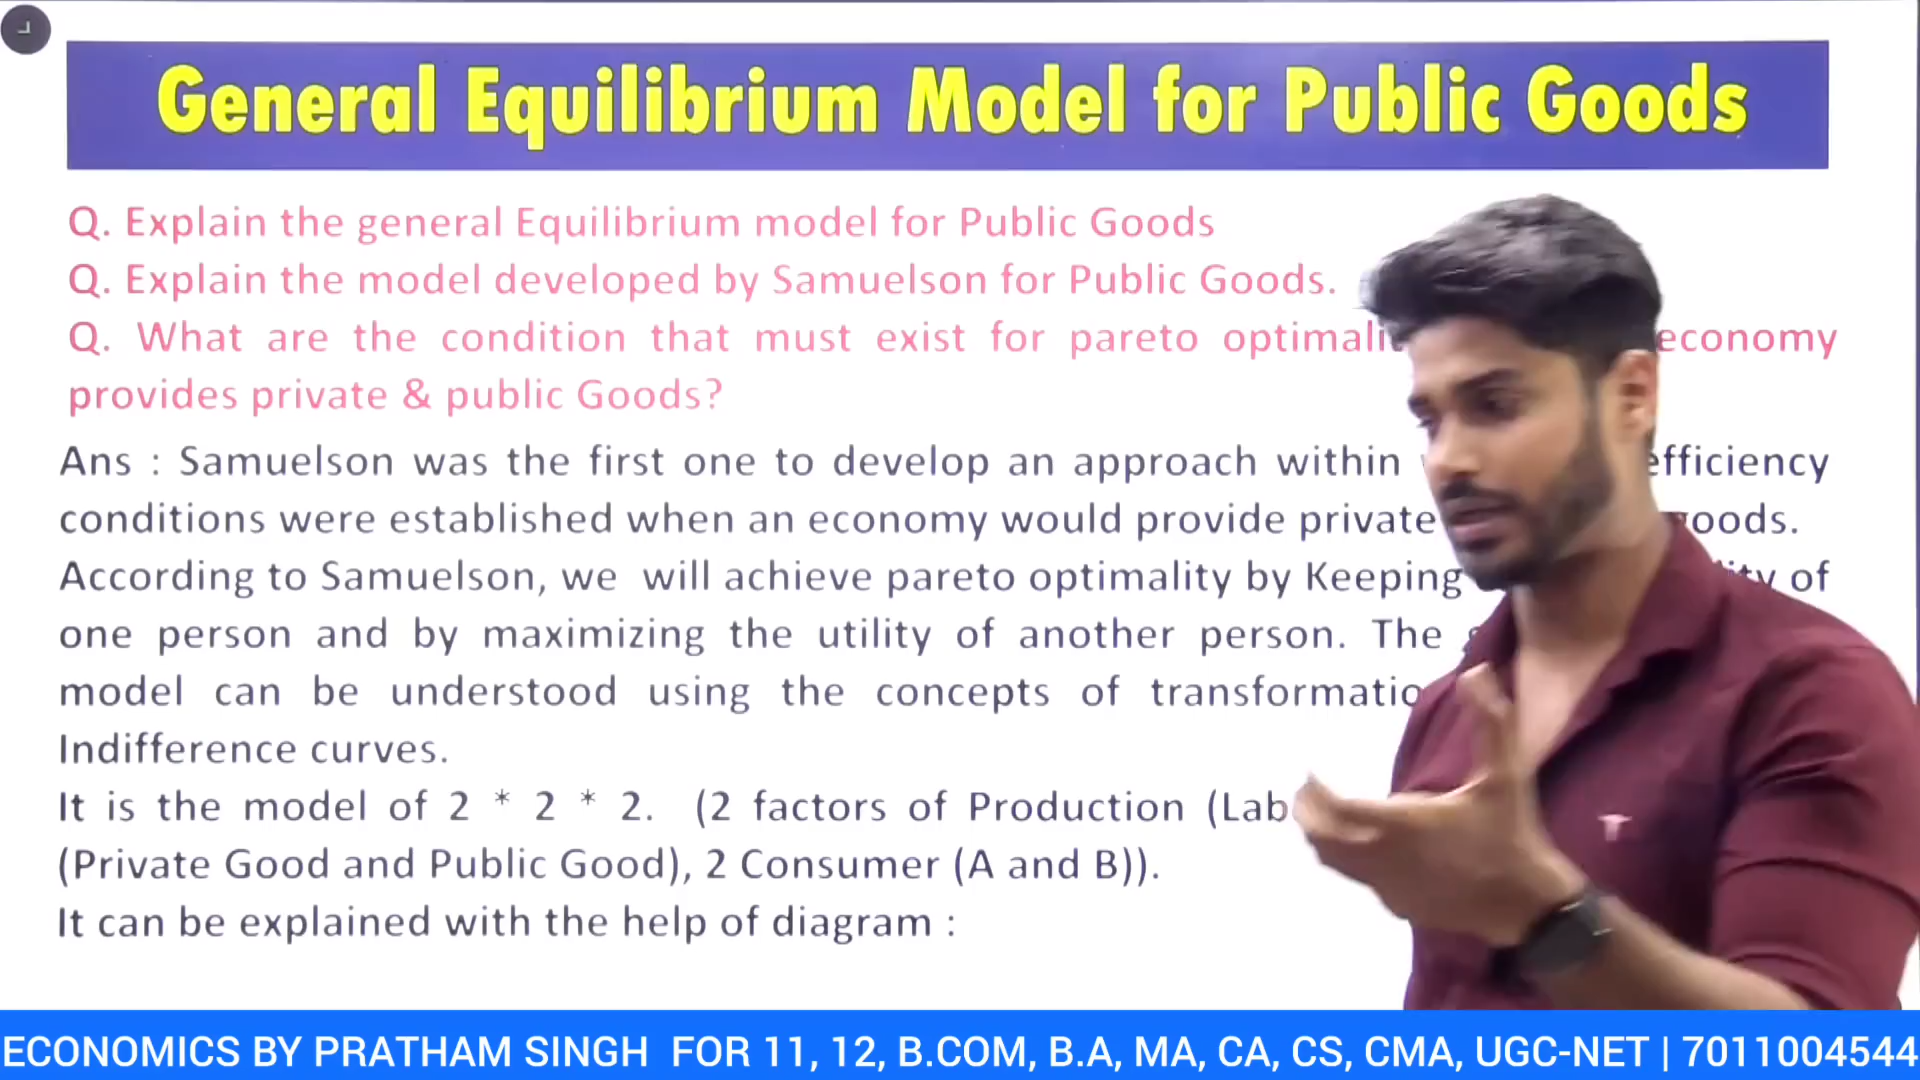 General Equilibrium Model for Public Goods
Q. Explain the general Equilibrium model for Public Goods
Q. Explain the model developed by Samuelson for Public Goods.
Q. What are the condition that must exist for pareto economy
provides private & public Goods?
Ans : Samuelson was the first one to develop an approach within efficiency
conditions were established when an economy would provide private goods.
According to Samuelson, we will achieve pareto optimality by Keeping of
one person and by maximizing the utility of another person. The
model can be understood using the concepts of
Indifference curves.
It is the model of 2 * 2 * 2. (2 factors of Production
(Private Good and Public Good), 2 Consumer (A and B)).
It can be explained with the help of diagram :
ECONOMICS BY PRATHAM SINGH FOR 11, 12, B.COM, B.A, MA, CA, CS, CMA, UGC-NET | 7011004544